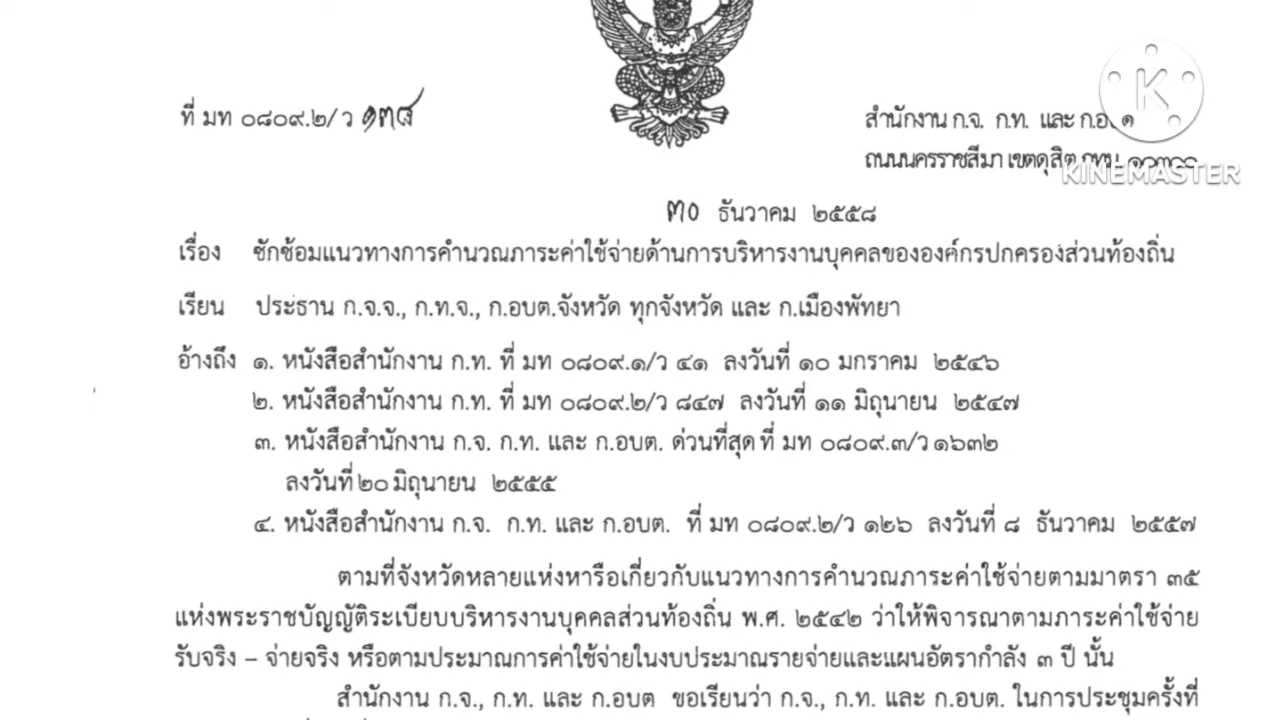 ที่ มท ๐๘๐๙.๒/ ว ๑๓๘
สำนักงาน ก.จ. ก.ท. และ ก.อบต.
ถนนนครราชสีมา เขตดุสิต กทม.
KINEMASTER
๓๐ ธันวาคม ๒๕๕๘
เรื่อง ซักซ้อมแนวทางการคำนวณภาระค่าใช้จ่ายด้านการบริหารงานบุคคลขององค์กรปกครองส่วนท้องถิ่น
เรียน ประธาน ก.จ.จ., ก.ท.จ., ก.อบต.จังหวัด ทุกจังหวัด และ ก.เมืองพัทยา
อ้างถึง ๑. หนังสือสำนักงาน ก.ท. ที่ มท ๐๘๐๙.๑/ว ๔๑ ลงวันที่ ๑๐ มกราคม ๒๕๔๖
๒. หนังสือสำนักงาน ก.ท. ที่ มท ๐๘๐๙.๒/ว ๘๔๗ ลงวันที่ ๑๑ มิถุนายน ๒๕๔๗
๓. หนังสือสำนักงาน ก.จ. ก.ท. และ ก.อบต. ด่วนที่สุด ที่ มท ๐๘๐๙.๓/ว ๑๖๓๒
ลงวันที่ ๒๐ มิถุนายน ๒๕๕๕
๔. หนังสือสำนักงาน ก.จ. ก.ท. และ ก.อบต. ที่ มท ๐๘๐๙.๒/ว ๑๒๖ ลงวันที่ ๘ ธันวาคม ๒๕๕๗
ตามที่จังหวัดหลายแห่งหารือเกี่ยวกับแนวทางการคำนวณภาระค่าใช้จ่ายตามมาตรา ๓๕
แห่งพระราชบัญญัติระเบียบบริหารงานบุคคลส่วนท้องถิ่น พ.ศ. ๒๕๔๒ ว่าให้พิจารณาตามภาระค่าใช้จ่าย
รับจริง – จ่ายจริง หรือตามประมาณการค่าใช้จ่ายในงบประมาณรายจ่ายและแผนอัตรากำลัง ๓ ปี นั้น
สำนักงาน ก.จ., ก.ท. และ ก.อบต ขอเรียนว่า ก.จ., ก.ท. และ ก.อบต. ในการประชุมครั้งที่